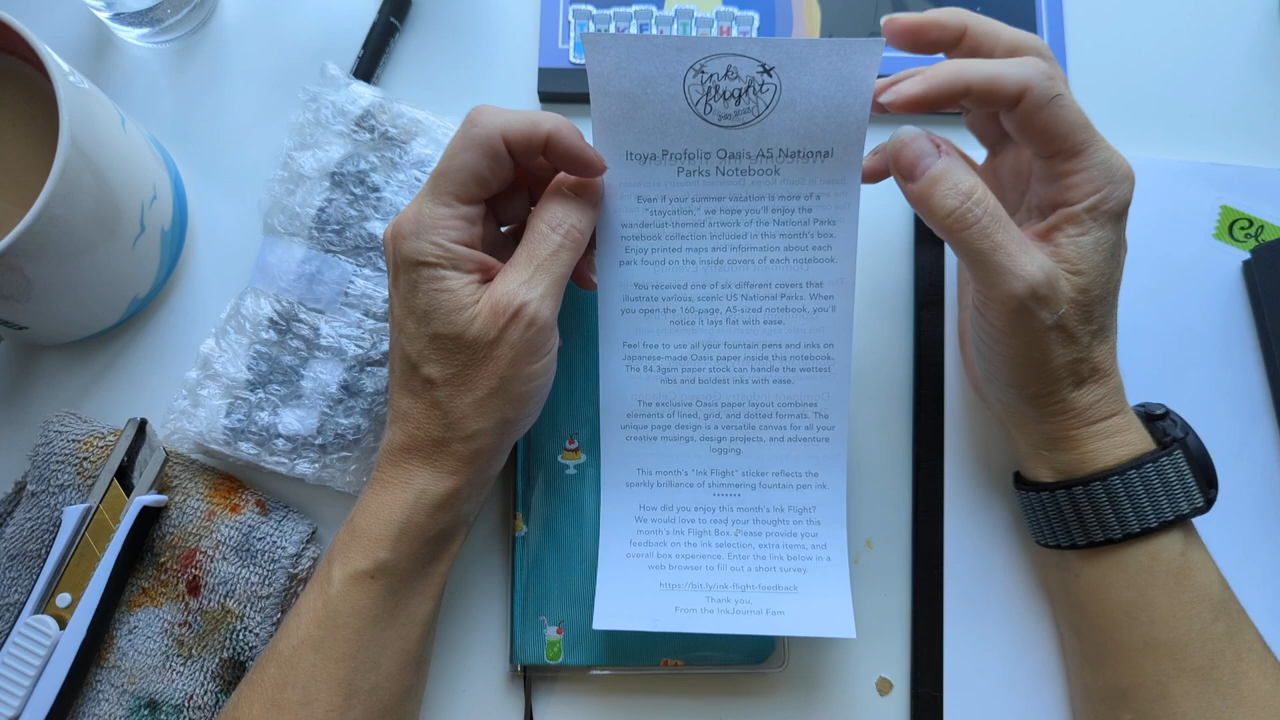 INK FLIGHT
ink
flight
July 2022
Itoya Profolio Oasis A5 National
Parks Notebook
Even if your summer vacation is more of a
"staycation," we hope you'll enjoy the
wanderlust-themed artwork of the National Parks
notebook collection included in this month's box.
Enjoy printed maps and information about each
park found on the inside covers of each notebook.
You received one of six different covers that
illustrate various, scenic US National Parks. When
you open the 160-page, A5-sized notebook, you'll
notice it lays flat with ease.
Feel free to use all your fountain pens and inks on
Japanese-made Oasis paper inside this notebook.
The 84.3gsm paper stock can handle the wettest
nibs and boldest inks with ease.
The exclusive Oasis paper layout combines
elements of lined, grid, and dotted formats. The
unique page design is a versatile canvas for all your
creative musings, design projects, and adventure
logging.
This month's "Ink Flight" sticker reflects the
sparkly brilliance of shimmering fountain pen ink.
*******
How did you enjoy this month's Ink Flight?
We would love to read your thoughts on this
month's Ink Flight Box. Please provide your
feedback on the ink selection, extra items, and
overall box experience. Enter the link below in a
web browser to fill out a short survey.
https://bit.ly/ink-flight-feedback
Thank you,
From the InkJournal Fam